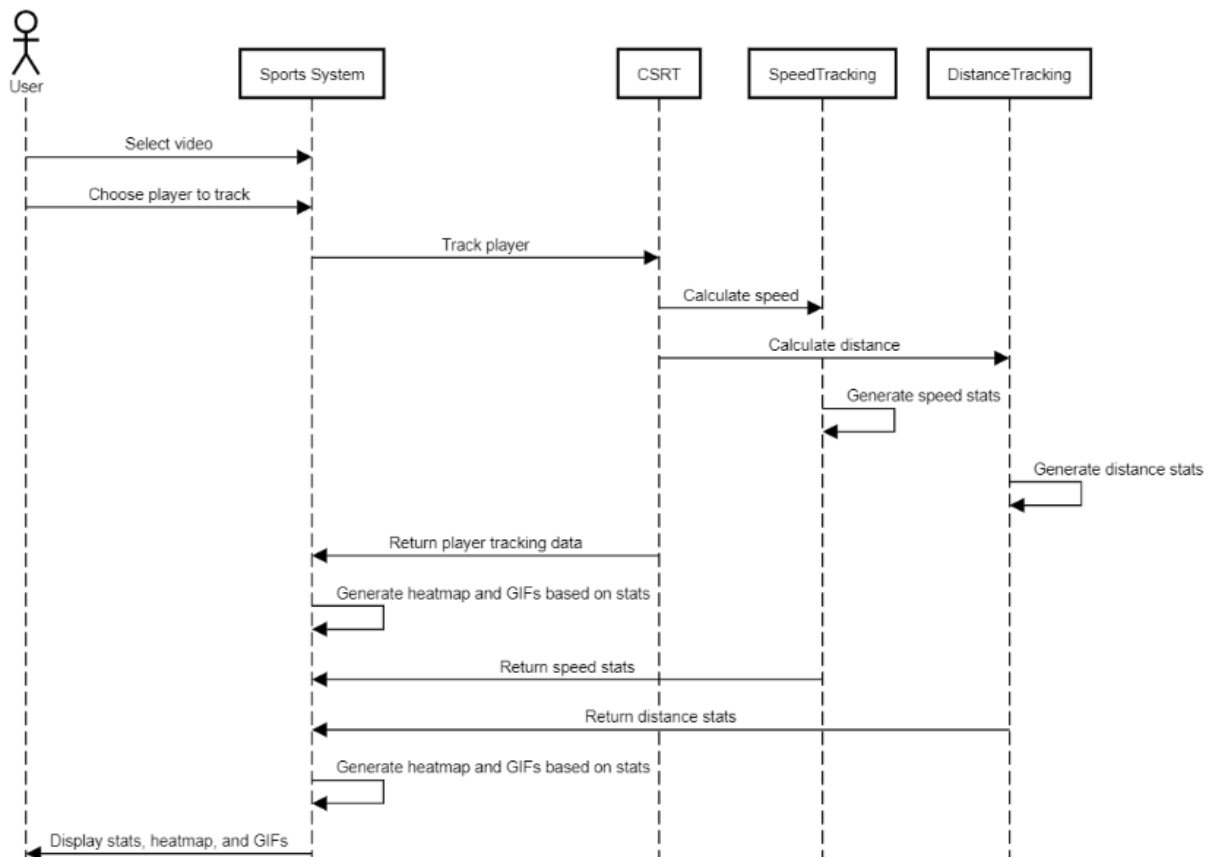 User
Sports System
CSRT
SpeedTracking
DistanceTracking
Select video
Choose player to track
Track player
Calculate speed
Calculate distance
Generate speed stats
Generate distance stats
Return player tracking data
Generate heatmap and GIFs based on stats
Return speed stats
Return distance stats
Generate heatmap and GIFs based on stats
Display stats, heatmap, and GIFs